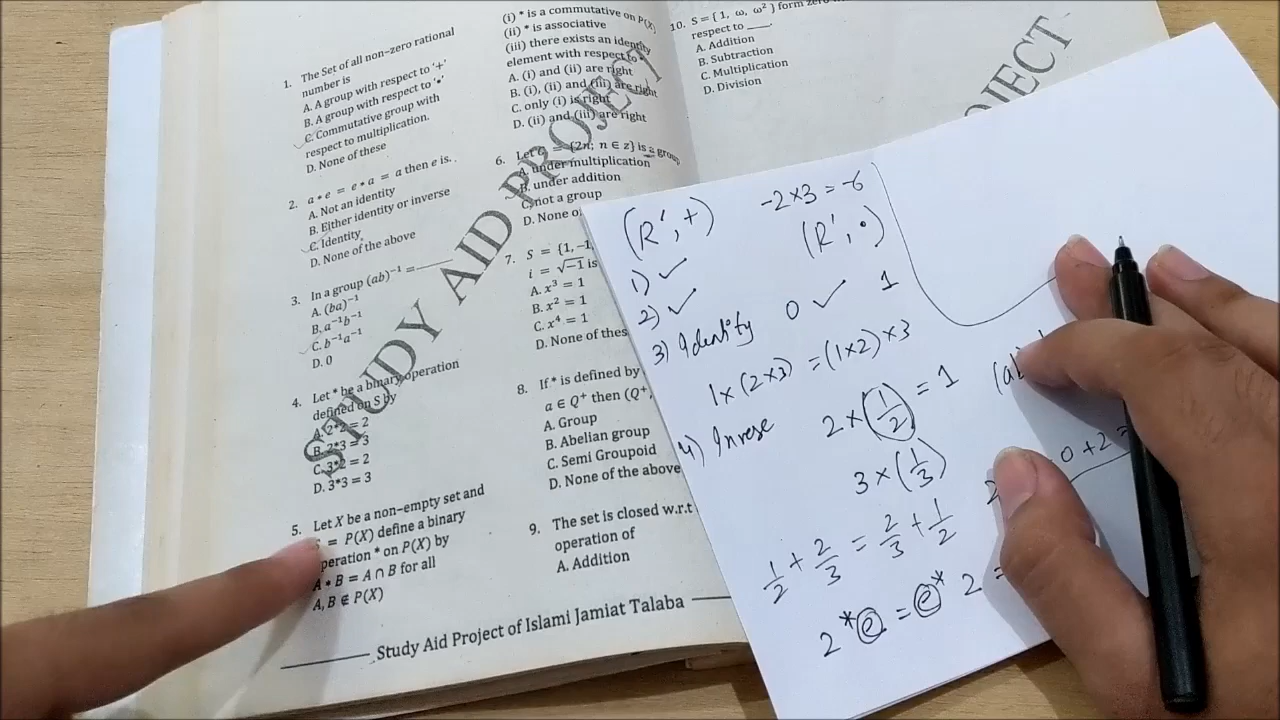 1. The Set of all non-zero rational
number is
A. A group with respect to '+'
B. A group with respect to '•'
C. Commutative group with
respect to multiplication.
D. None of these
2. a * e = e * a = a then e is.
A. Not an identity
B. Either identity or inverse
C. Identity
D. None of the above
3. In a group (ab)⁻¹ = ____
A. (ba)⁻¹
B. a⁻¹b⁻¹
C. b⁻¹a⁻¹
D. 0
4. Let * be a binary operation
defined on S by
A. 2*2 = 2
B. 2*3 = 3
C. 3*2 = 2
D. 3*3 = 3
5. Let X be a non-empty set and
= P(X) define a binary
operation * on P(X) by
A * B = A ∩ B for all
A, B ∉ P(X)
(i) * is a commutative on P(X)
(ii) * is associative
(iii) there exists an identity
element with respect to *
A. (i) and (ii) are right
B. (i), (ii) and (iii) are right
C. only (i) is right
D. (ii) and (iii) are right
6. Let = {2n; n ∈ z} is a group
A. under multiplication
B. under addition
C. not a group
D. None
7. S = {1, −1,
i = √−1 is
A. x³ = 1
B. x² = 1
C. x⁴ = 1
D. None of thes
8. If * is defined by
a ∈ Q⁺ then (Q⁺,
A. Group
B. Abelian group
C. Semi Groupoid
D. None of the above
9. The set is closed w.r.t
operation of
A. Addition
10. S = { 1, ω, ω² } form
respect to ____.
A. Addition
B. Subtraction
C. Multiplication
D. Division
STUDY AID PROJECT
Study Aid Project of Islami Jamiat Talaba
(R', +) -2×3 = -6
(R', •)
1) ✓
2) ✓
3) Identity 0 ✓ 1
1×(2×3) = (1×2)×3
4) Inverse 2×(1/2) = 1
3×(1/3)
0+2=
1/2 + 2/3 = 2/3 + 1/2
2*e = e*2 =